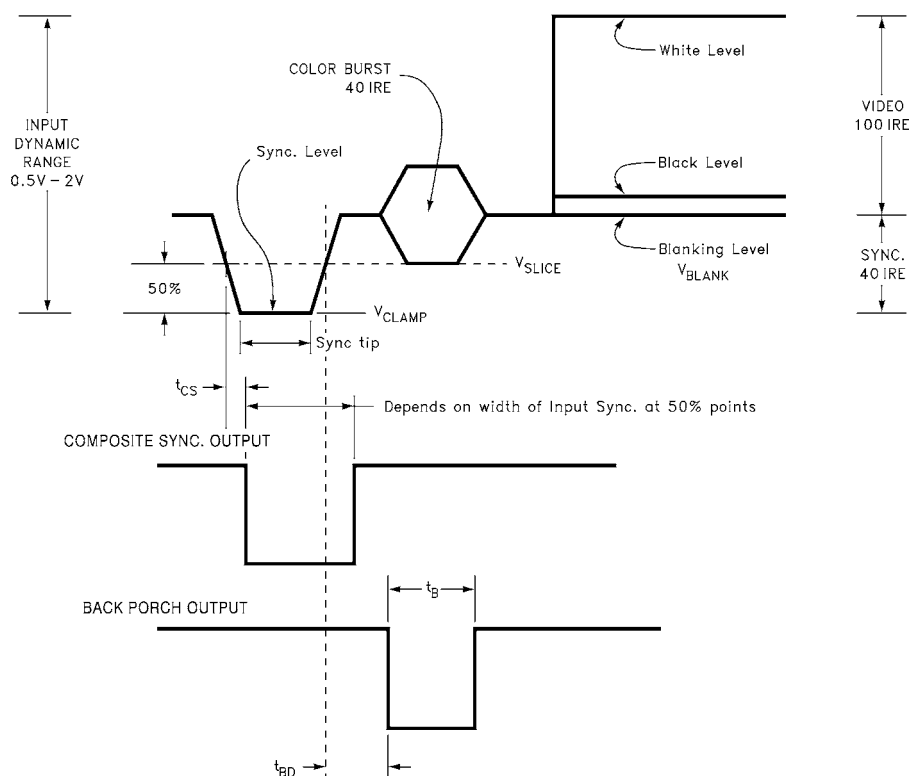 White Level
COLOR BURST
40 IRE
INPUT
DYNAMIC
RANGE
0.5V – 2V
VIDEO
100 IRE
Sync. Level
Black Level
V_SLICE
Blanking Level
V_BLANK
SYNC.
40 IRE
50%
V_CLAMP
Sync tip
t_CS
Depends on width of Input Sync. at 50% points
COMPOSITE SYNC. OUTPUT
t_B
BACK PORCH OUTPUT
t_BD